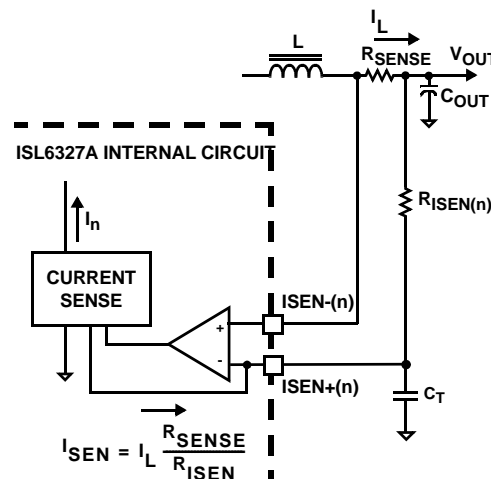 I_L
L
R_SENSE
V_OUT
C_OUT
ISL6327A INTERNAL CIRCUIT
R_ISEN(n)
I_n
CURRENT
SENSE
ISEN-(n)
+
-
ISEN+(n)
C_T
I_SEN = I_L R_SENSE / R_ISEN